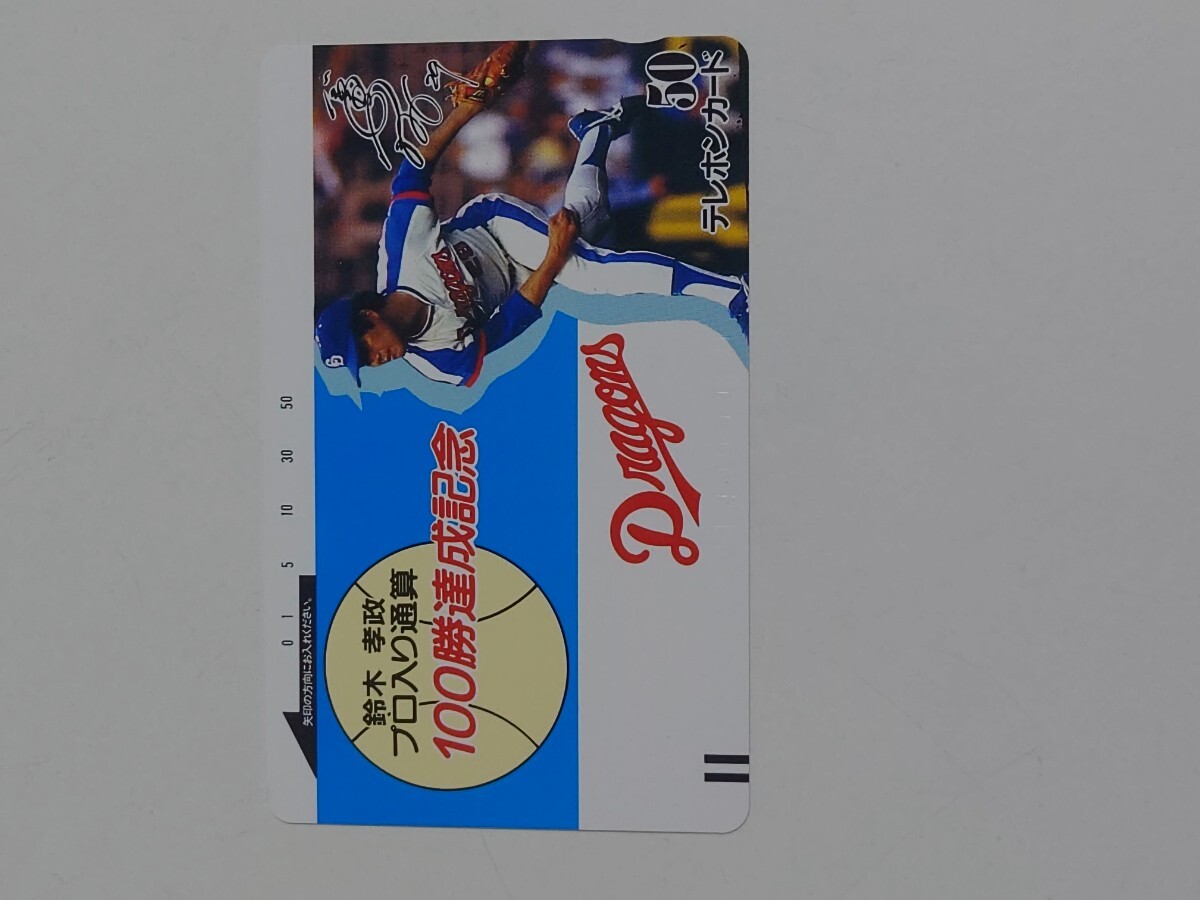 テレホンカード
50
鈴木 孝政
プロ入り通算
100勝達成記念
Dragons
Dragons
0 1 5 10 30 50
矢印の方向にお入れください。